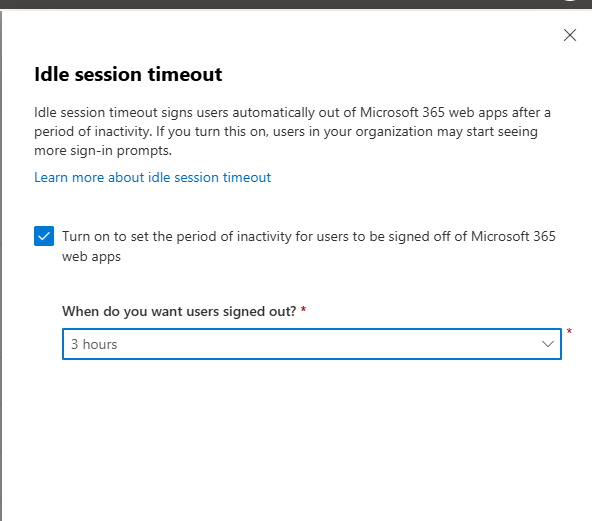 Idle session timeout
Idle session timeout signs users automatically out of Microsoft 365 web apps after a
period of inactivity. If you turn this on, users in your organization may start seeing
more sign-in prompts.
Learn more about idle session timeout
Turn on to set the period of inactivity for users to be signed off of Microsoft 365
web apps
When do you want users signed out? *
3 hours *